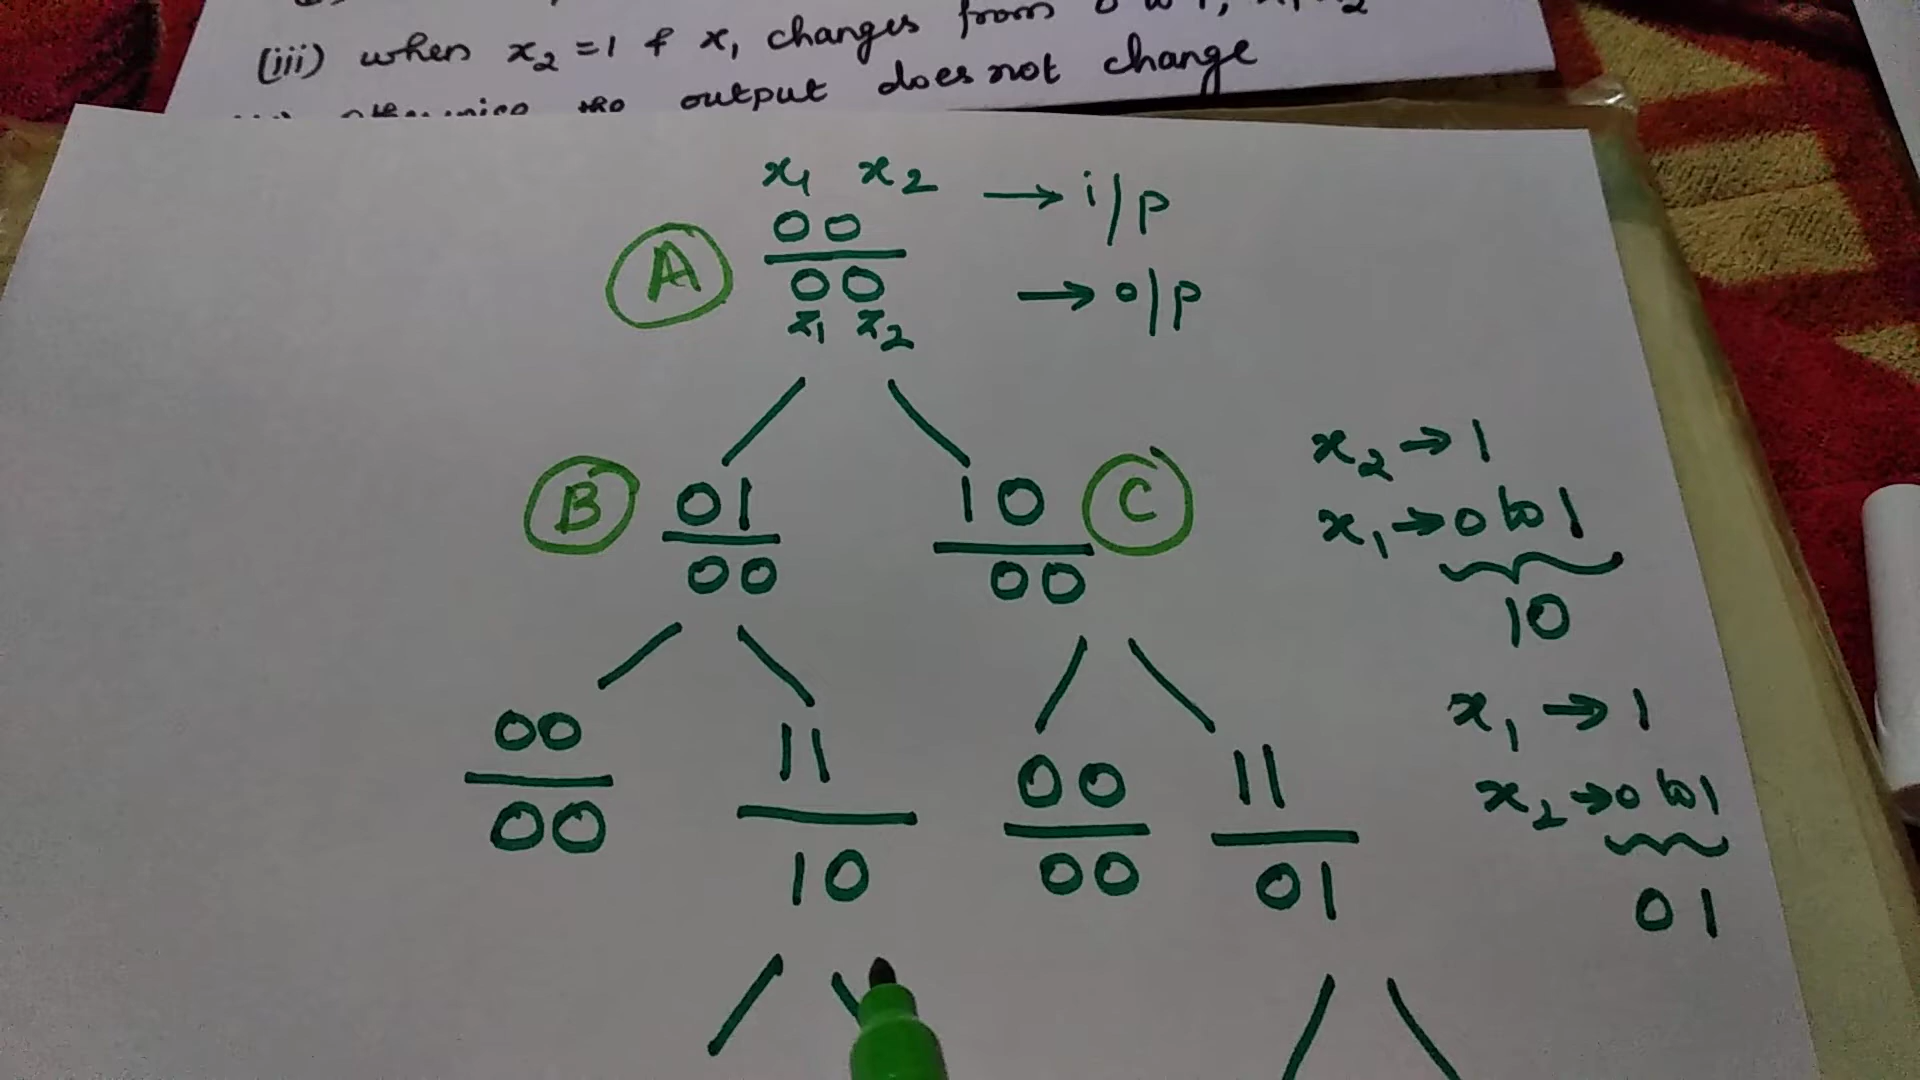 (iii) when x₂ = 1 & x₁ changes from
output does not change
x₁ x₂ → i/p
00
A
00 → o/p
z₁ z₂
B 01 10 C
00 00
x₂ → 1
x₁ → 0 to 1
10
00 11 00 11
00 10 00 01
x₁ → 1
x₂ → 0 to 1
01